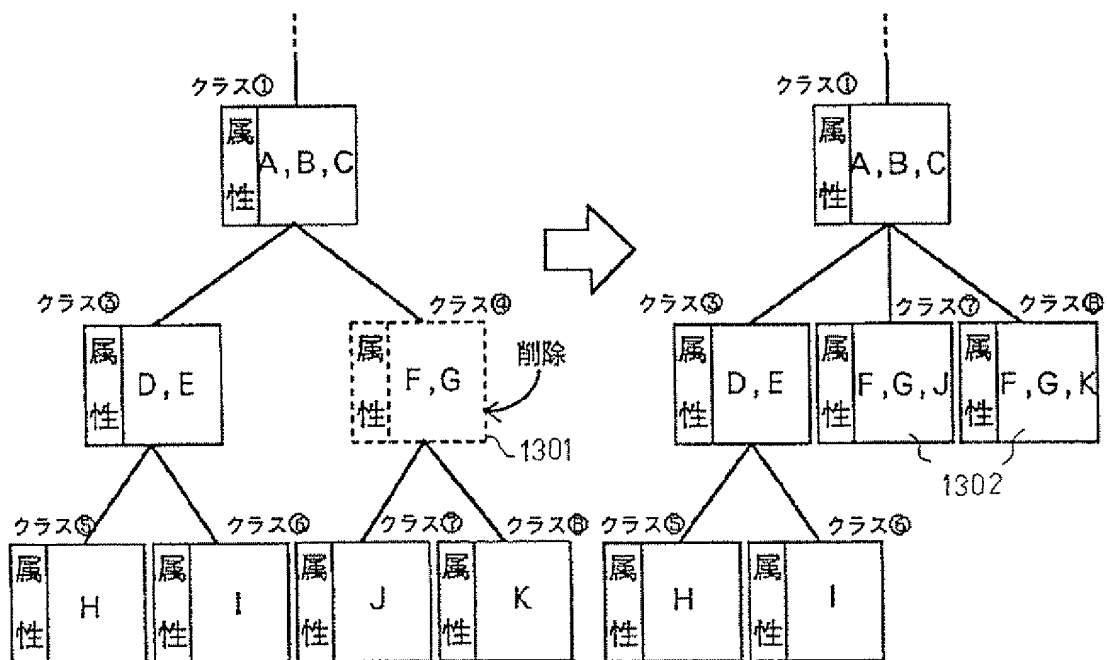 クラス①
属性
A,B,C
クラス③
属性
D,E
クラス④
属性
F,G
削除
1301
クラス⑤
属性
H
クラス⑥
属性
I
クラス⑦
属性
J
クラス⑧
属性
K
クラス①
属性
A,B,C
クラス③
属性
D,E
クラス⑦
属性
F,G,J
クラス⑧
属性
F,G,K
1302
クラス⑤
属性
H
クラス⑥
属性
I